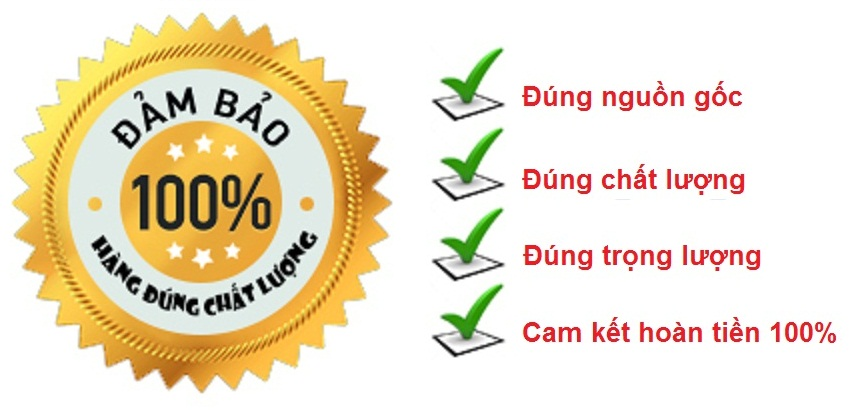 ĐẢM BẢO
100%
HÀNG ĐÚNG CHẤT LƯỢNG
Đúng nguồn gốc
Đúng chất lượng
Đúng trọng lượng
Cam kết hoàn tiền 100%